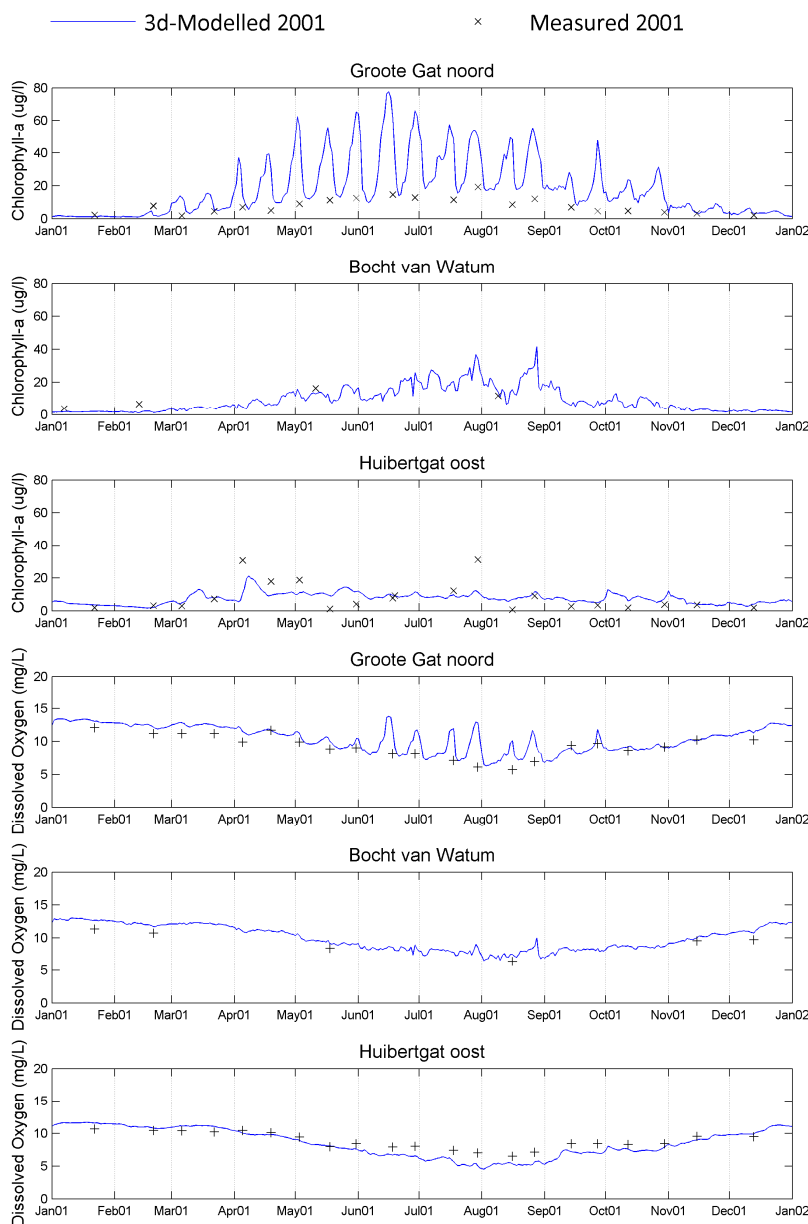 3d-Modelled 2001 × Measured 2001
Groote Gat noord
Chlorophyll-a (ug/l)
80
60
40
20
0
Jan01 Feb01 Mar01 Apr01 May01 Jun01 Jul01 Aug01 Sep01 Oct01 Nov01 Dec01 Jan02
Bocht van Watum
Chlorophyll-a (ug/l)
80
60
40
20
0
Jan01 Feb01 Mar01 Apr01 May01 Jun01 Jul01 Aug01 Sep01 Oct01 Nov01 Dec01 Jan02
Huibertgat oost
Chlorophyll-a (ug/l)
80
60
40
20
0
Jan01 Feb01 Mar01 Apr01 May01 Jun01 Jul01 Aug01 Sep01 Oct01 Nov01 Dec01 Jan02
Groote Gat noord
Dissolved Oxygen (mg/L)
20
15
10
5
0
Jan01 Feb01 Mar01 Apr01 May01 Jun01 Jul01 Aug01 Sep01 Oct01 Nov01 Dec01 Jan02
Bocht van Watum
Dissolved Oxygen (mg/L)
20
15
10
5
0
Jan01 Feb01 Mar01 Apr01 May01 Jun01 Jul01 Aug01 Sep01 Oct01 Nov01 Dec01 Jan02
Huibertgat oost
Dissolved Oxygen (mg/L)
20
15
10
5
0
Jan01 Feb01 Mar01 Apr01 May01 Jun01 Jul01 Aug01 Sep01 Oct01 Nov01 Dec01 Jan02